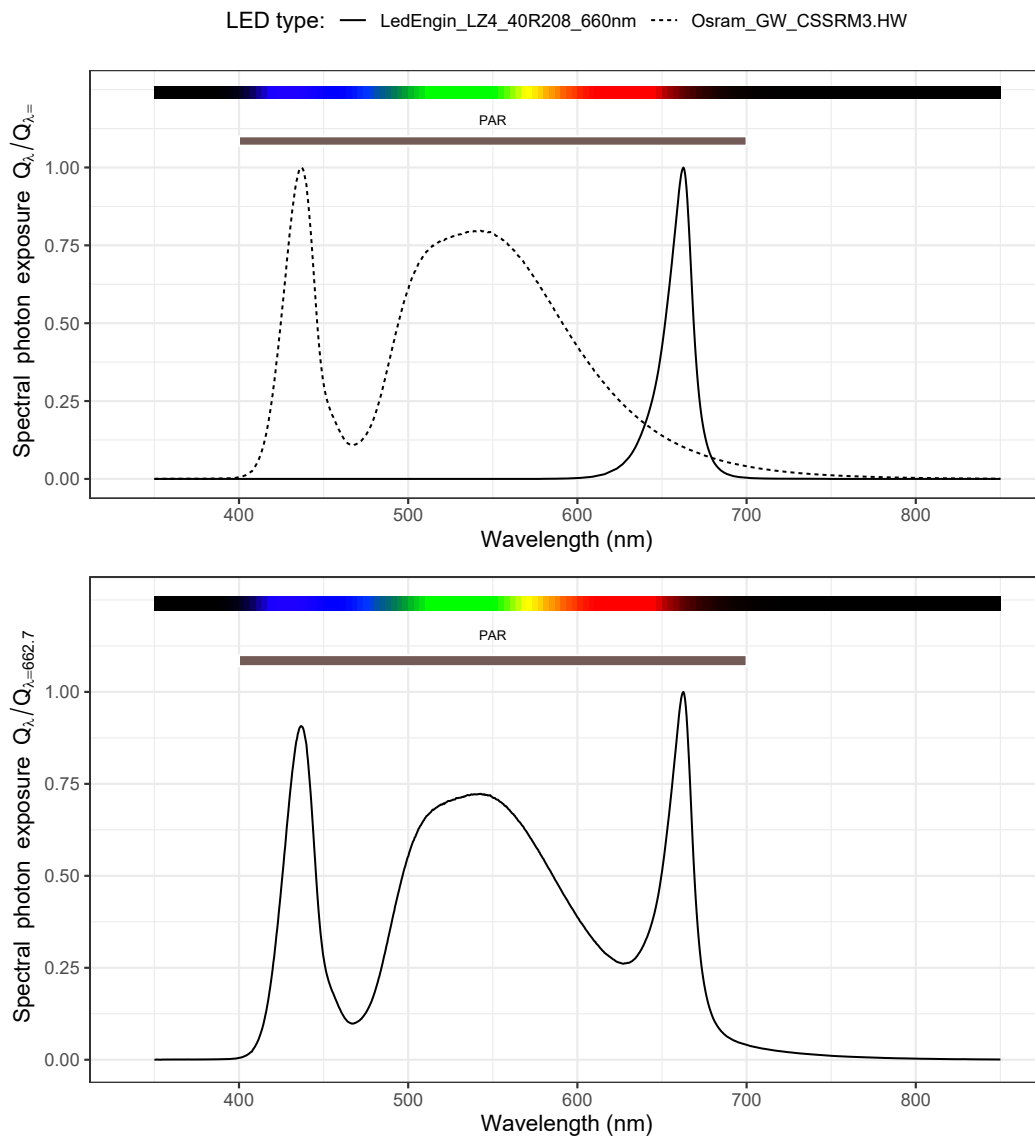 LED type: LedEngin_LZ4_40R208_660nm Osram_GW_CSSRM3.HW
PAR
Spectral photon exposure Qλ/Qλ=
1.00
0.75
0.50
0.25
0.00
400 500 600 700 800
Wavelength (nm)
PAR
Spectral photon exposure Qλ/Qλ=662.7
1.00
0.75
0.50
0.25
0.00
400 500 600 700 800
Wavelength (nm)